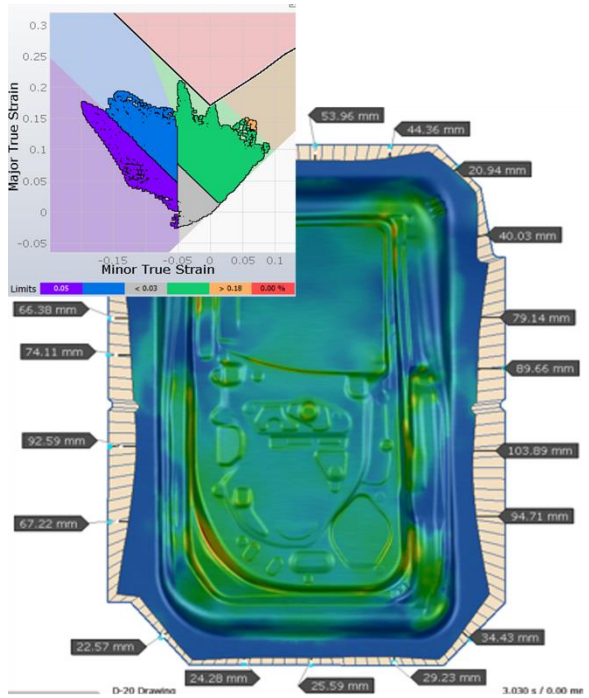 0.3
0.25
0.2
0.15
0.1
0.05
0
-0.05
Major True Strain
-0.15
-0.05
0
0.05
0.1
Minor True Strain
Limits 0.05 < 0.03 > 0.18 0.00 %
53.96 mm
44.36 mm
20.94 mm
40.03 mm
66.38 mm
79.14 mm
74.11 mm
89.66 mm
92.59 mm
103.89 mm
67.22 mm
94.71 mm
22.57 mm
34.43 mm
24.28 mm
29.23 mm
25.59 mm
D-20 Drawing
3.030 s / 0.00 mm